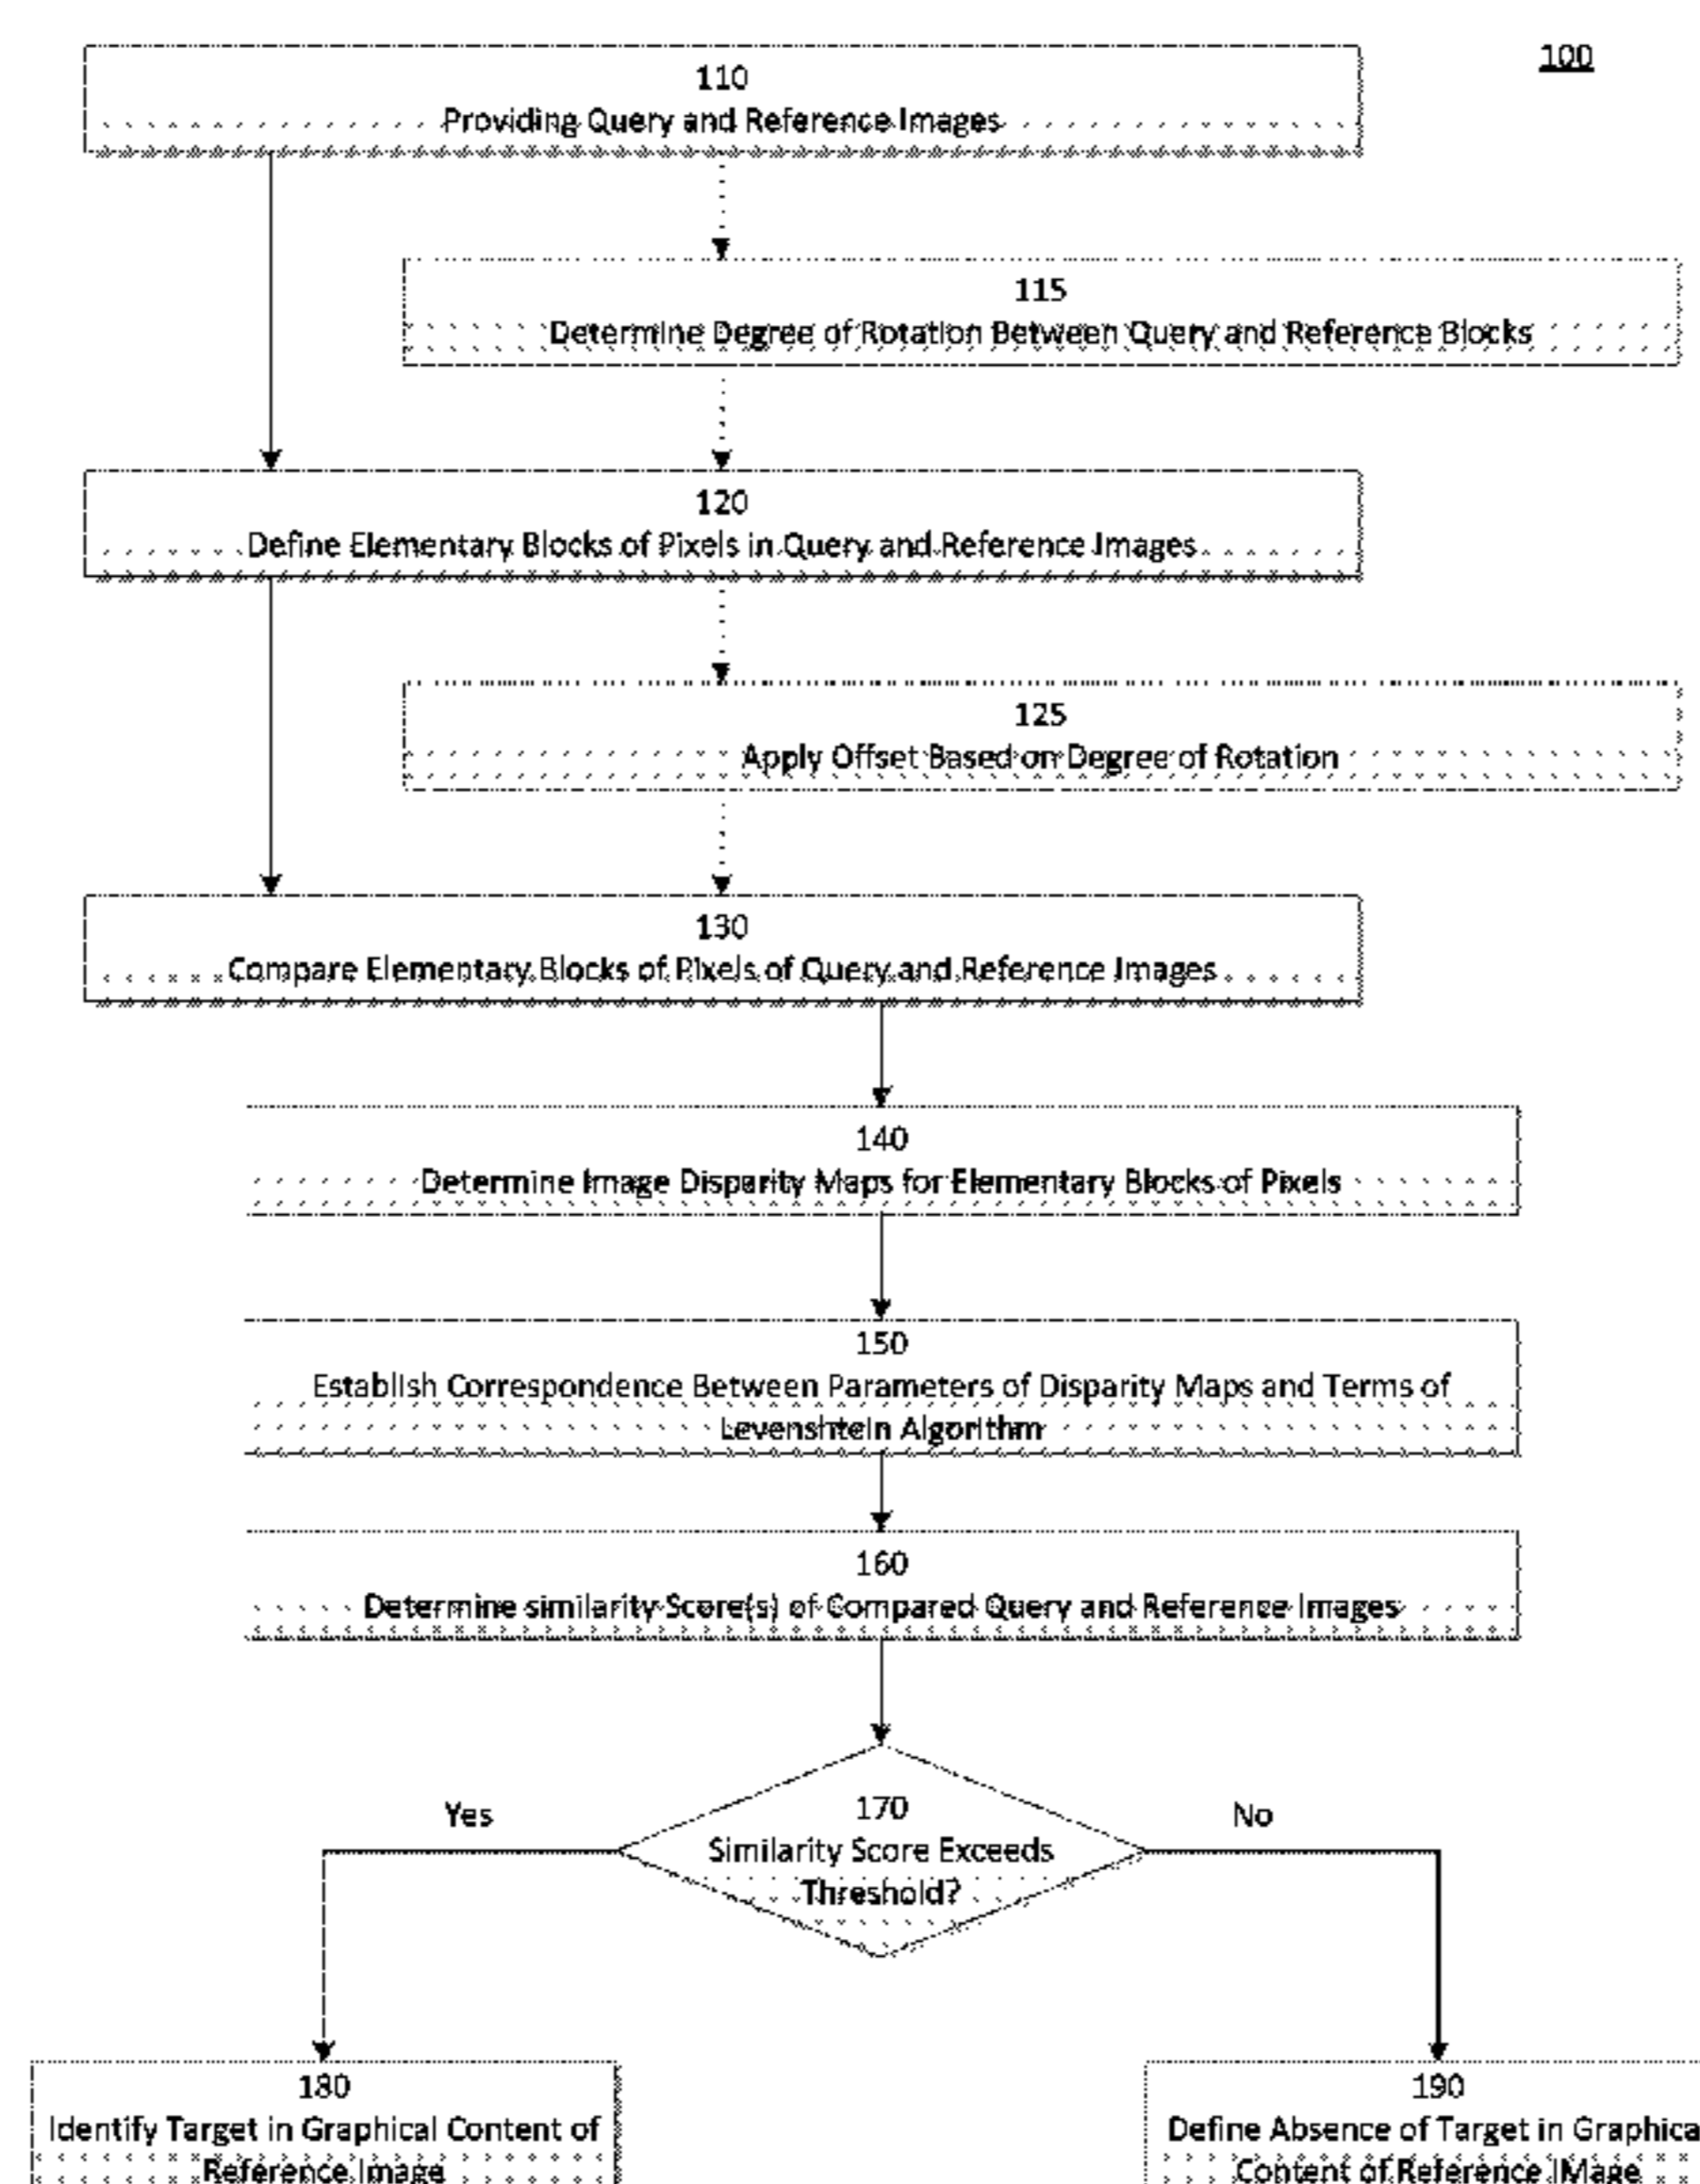 100
110
Providing Query and Reference Images
115
Determine Degree of Rotation Between Query and Reference Blocks
120
Define Elementary Blocks of Pixels in Query and Reference Images
125
Apply Offset Based on Degree of Rotation
130
Compare Elementary Blocks of Pixels of Query and Reference Images
140
Determine Image Disparity Maps for Elementary Blocks of Pixels
150
Establish Correspondence Between Parameters of Disparity Maps and Terms of
Levenshtein Algorithm
160
Determine similarity Score(s) of Compared Query and Reference Images
170
Similarity Score Exceeds
Threshold?
Yes
No
180
Identify Target in Graphical Content of
Reference Image
190
Define Absence of Target in Graphica
Content of Reference IMage